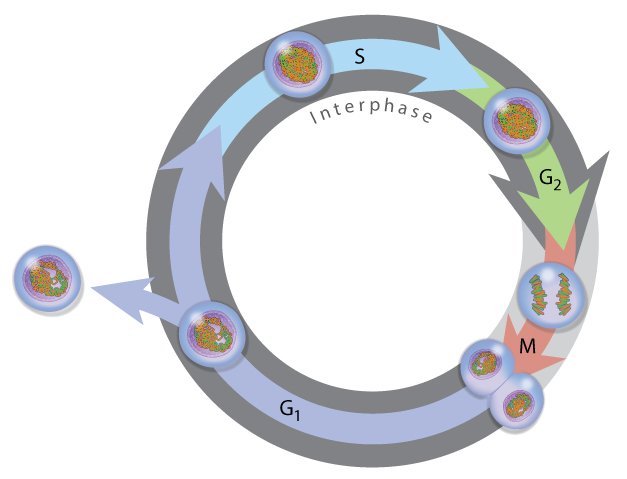 S
Interphase
G₂
M
G₁